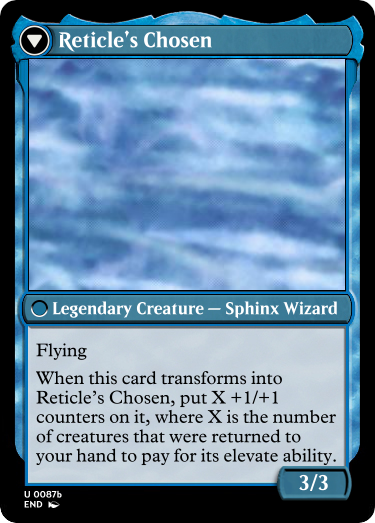 Reticle's Chosen
Legendary Creature — Sphinx Wizard
Flying
When this card transforms into
Reticle's Chosen, put X +1/+1
counters on it, where X is the number
of creatures that were returned to
your hand to pay for its elevate ability.
3/3
U 0087b
END